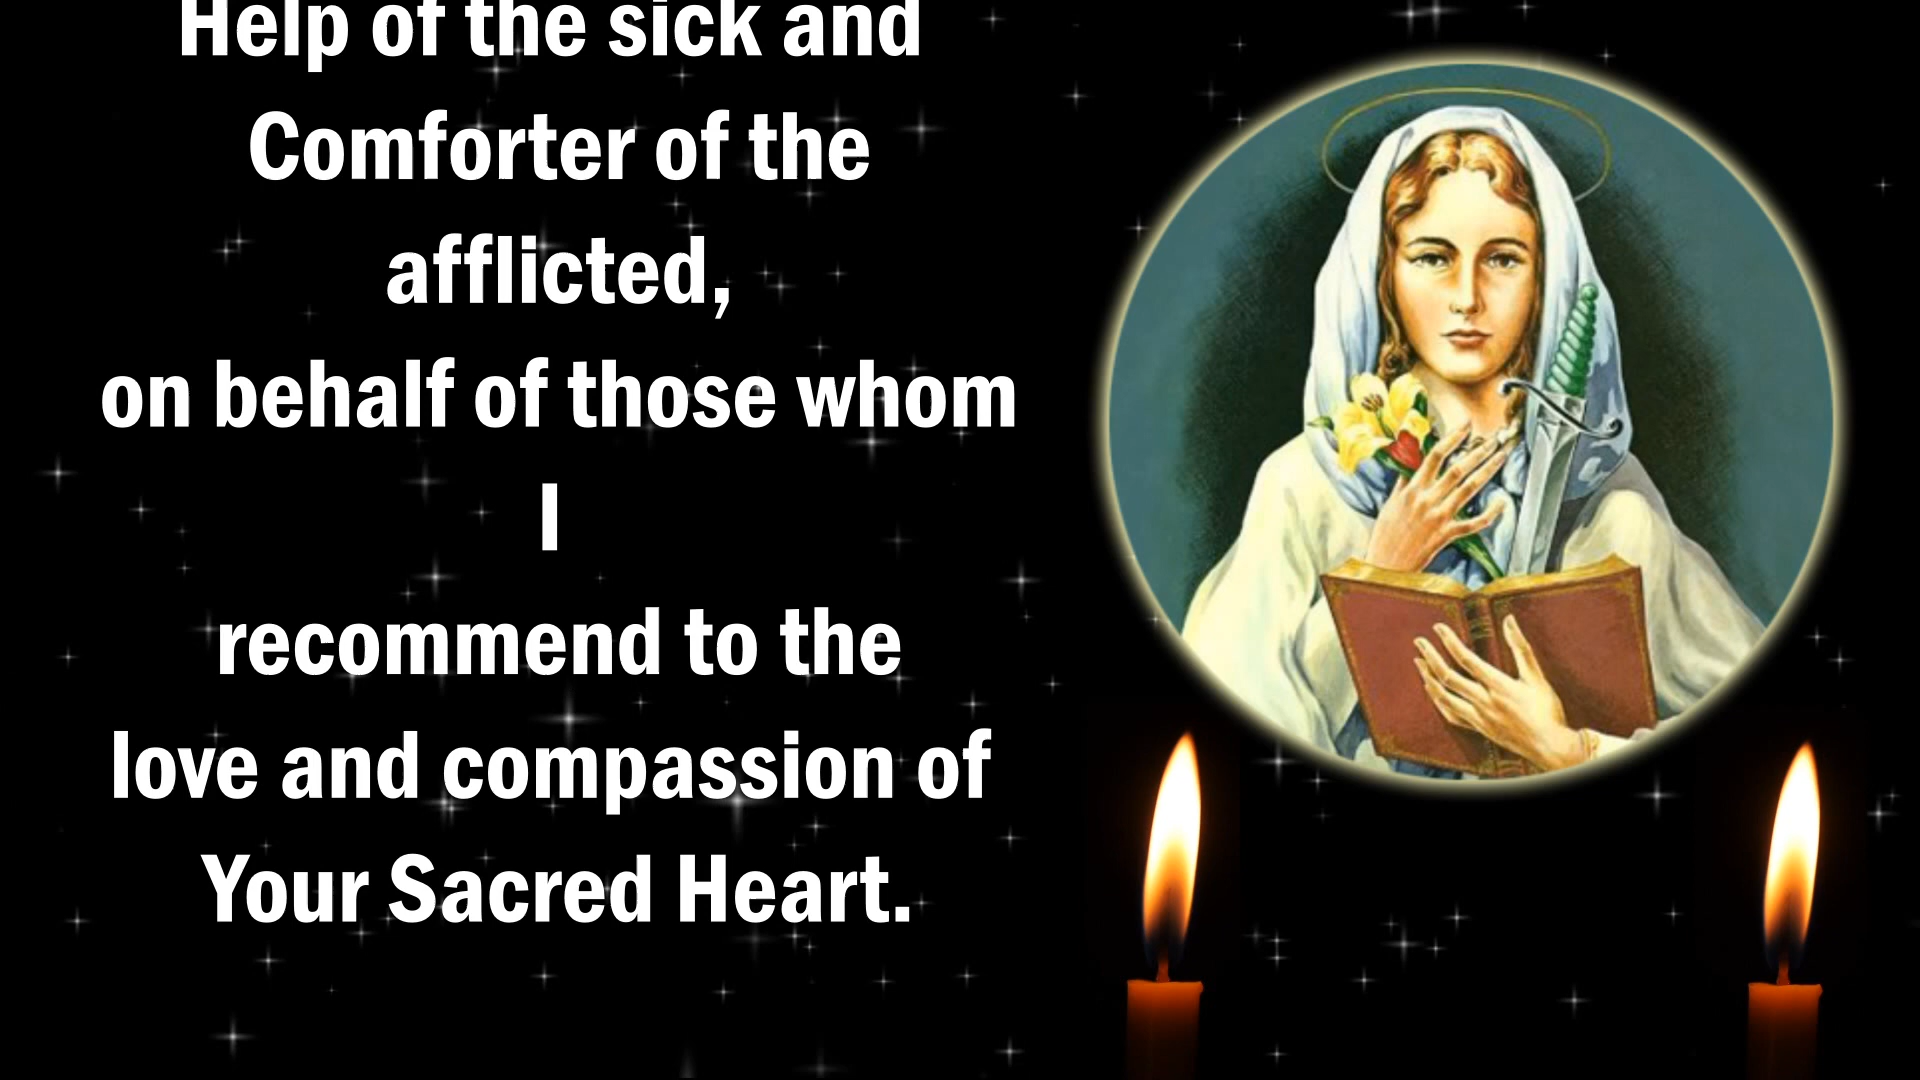 Help of the sick and
Comforter of the
afflicted,
on behalf of those whom
I
recommend to the
love and compassion of
Your Sacred Heart.